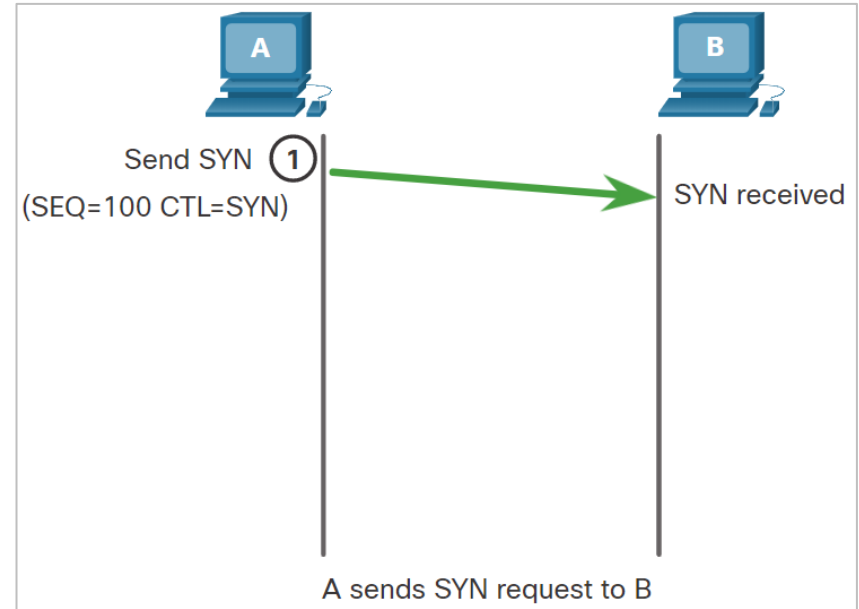 A
B
Send SYN 1
(SEQ=100 CTL=SYN)
SYN received
A sends SYN request to B